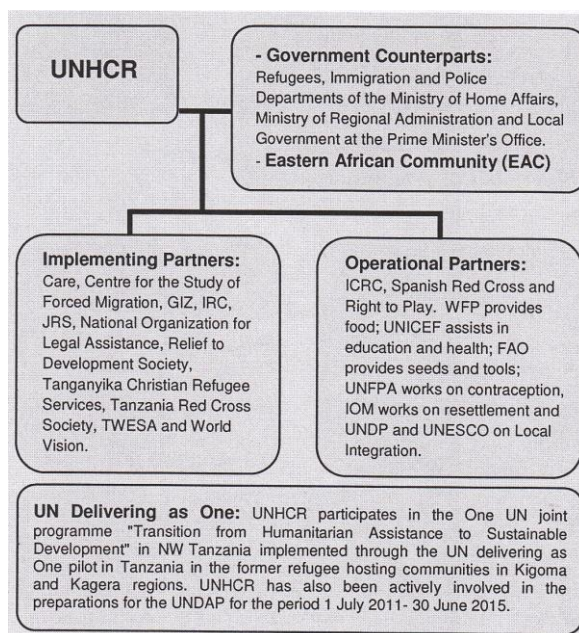 UNHCR
- Government Counterparts:
Refugees, Immigration and Police
Departments of the Ministry of Home Affairs,
Ministry of Regional Administration and Local
Government at the Prime Minister's Office.
- Eastern African Community (EAC)
Implementing Partners:
Care, Centre for the Study of
Forced Migration, GIZ, IRC,
JRS, National Organization for
Legal Assistance, Relief to
Development Society,
Tanganyika Christian Refugee
Services, Tanzania Red Cross
Society, TWESA and World
Vision.
Operational Partners:
ICRC, Spanish Red Cross and
Right to Play. WFP provides
food; UNICEF assists in
education and health; FAO
provides seeds and tools;
UNFPA works on contraception,
IOM works on resettlement and
UNDP and UNESCO on Local
Integration.
UN Delivering as One: UNHCR participates in the One UN joint
programme "Transition from Humanitarian Assistance to Sustainable
Development" in NW Tanzania implemented through the UN delivering as
One pilot in Tanzania in the former refugee hosting communities in Kigoma
and Kagera regions. UNHCR has also been actively involved in the
preparations for the UNDAP for the period 1 July 2011- 30 June 2015.